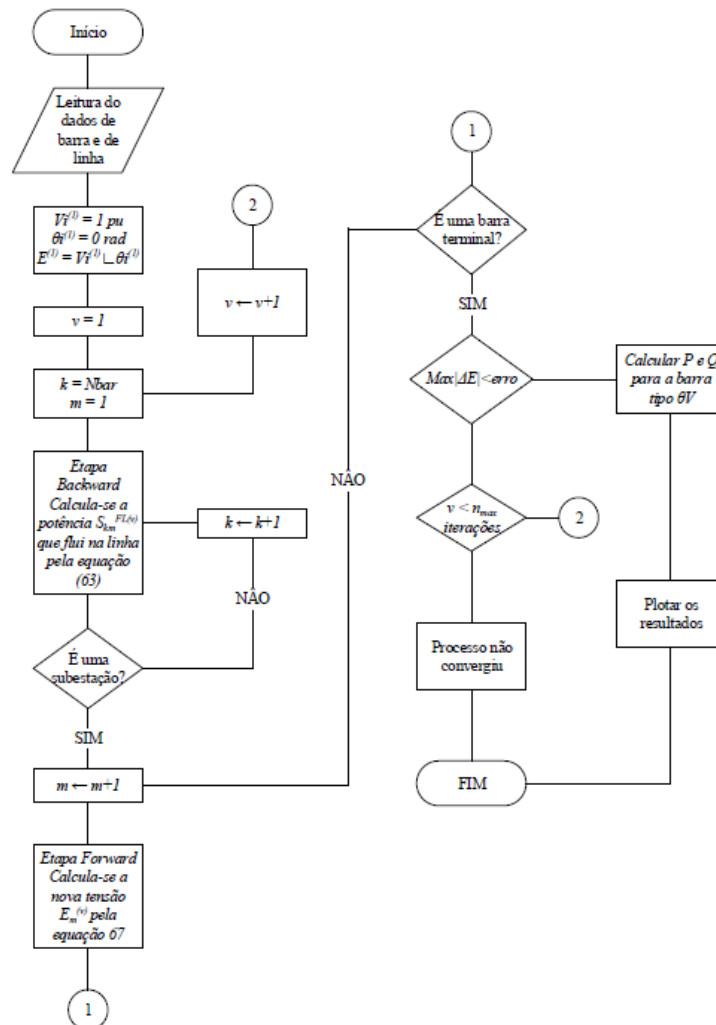 Início
Leitura do
dados de
barra e de
linha
Vi⁽¹⁾ = 1 pu
θi⁽¹⁾ = 0 rad
E⁽¹⁾ = Vi⁽¹⁾∟θi⁽¹⁾
v = 1
k = Nbar
m = 1
Etapa
Backward
Calcula-se a
potência Sₖₘ^FL(v)
que flui na linha
pela equação
(63)
É uma
subestação?
SIM
m ← m+1
Etapa Forward
Calcula-se a
nova tensão
Eₘ⁽ᵛ⁾ pela
equação 67
1
2
v ← v+1
k ← k+1
NÃO
NÃO
1
É uma barra
terminal?
SIM
Max|ΔE|<erro
v < nₘₐₓ
iterações
2
Processo não
convergiu
FIM
Calcular P e Q
para a barra
tipo θV
Plotar os
resultados